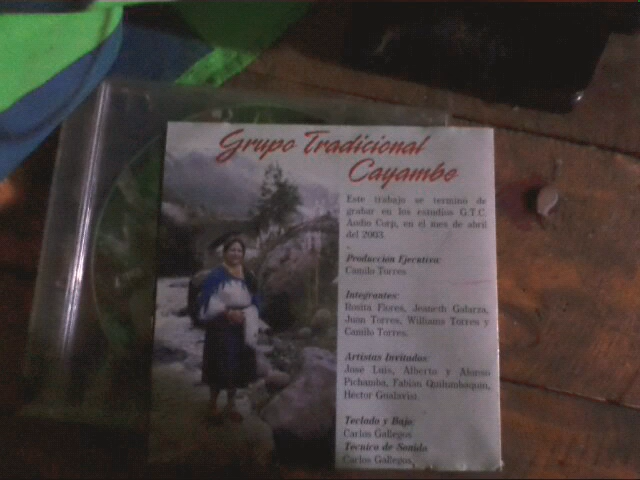 Grupo Tradicional
Cayambe
Este trabajo se terminó de
grabar en los estudios G.T.C.
Audio Corp, en el mes de abril
del 2003.
Producción Ejecutiva:
Camilo Torres
Integrantes:
Rosita Flores, Jeaneth Galarza,
Juan Torres, Williams Torres y
Camilo Torres.
Artistas Invitados:
José Luis, Alberto y Alonso
Pichamba, Fabián Quilumbaquin,
Héctor Gualavisi
Teclado y Bajo:
Carlos Gallegos
Técnico de Sonido
Carlos Gallegos